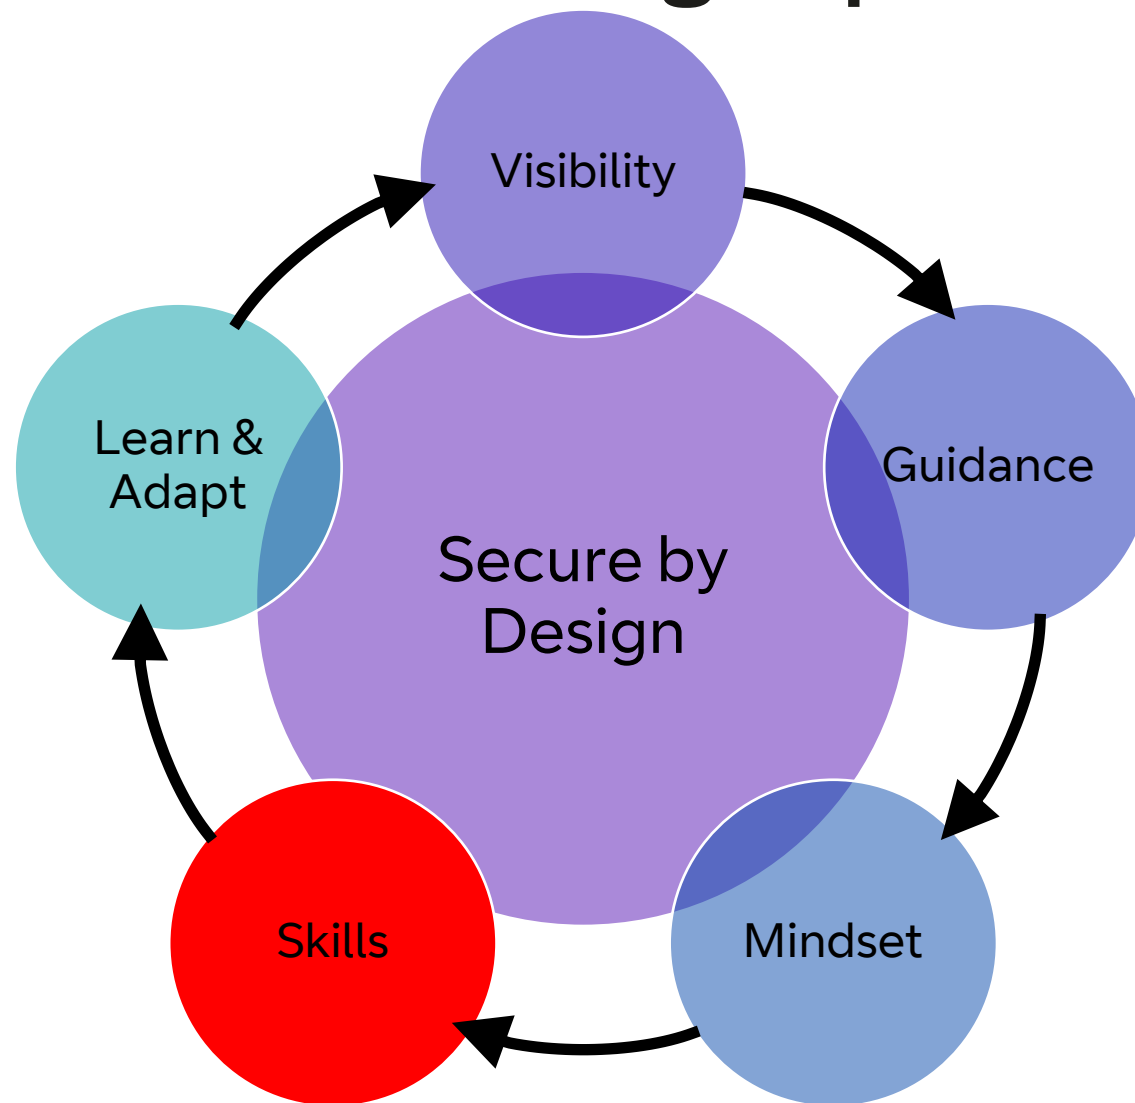 Visibility
Guidance
Learn &
Adapt
Secure by
Design
Skills
Mindset